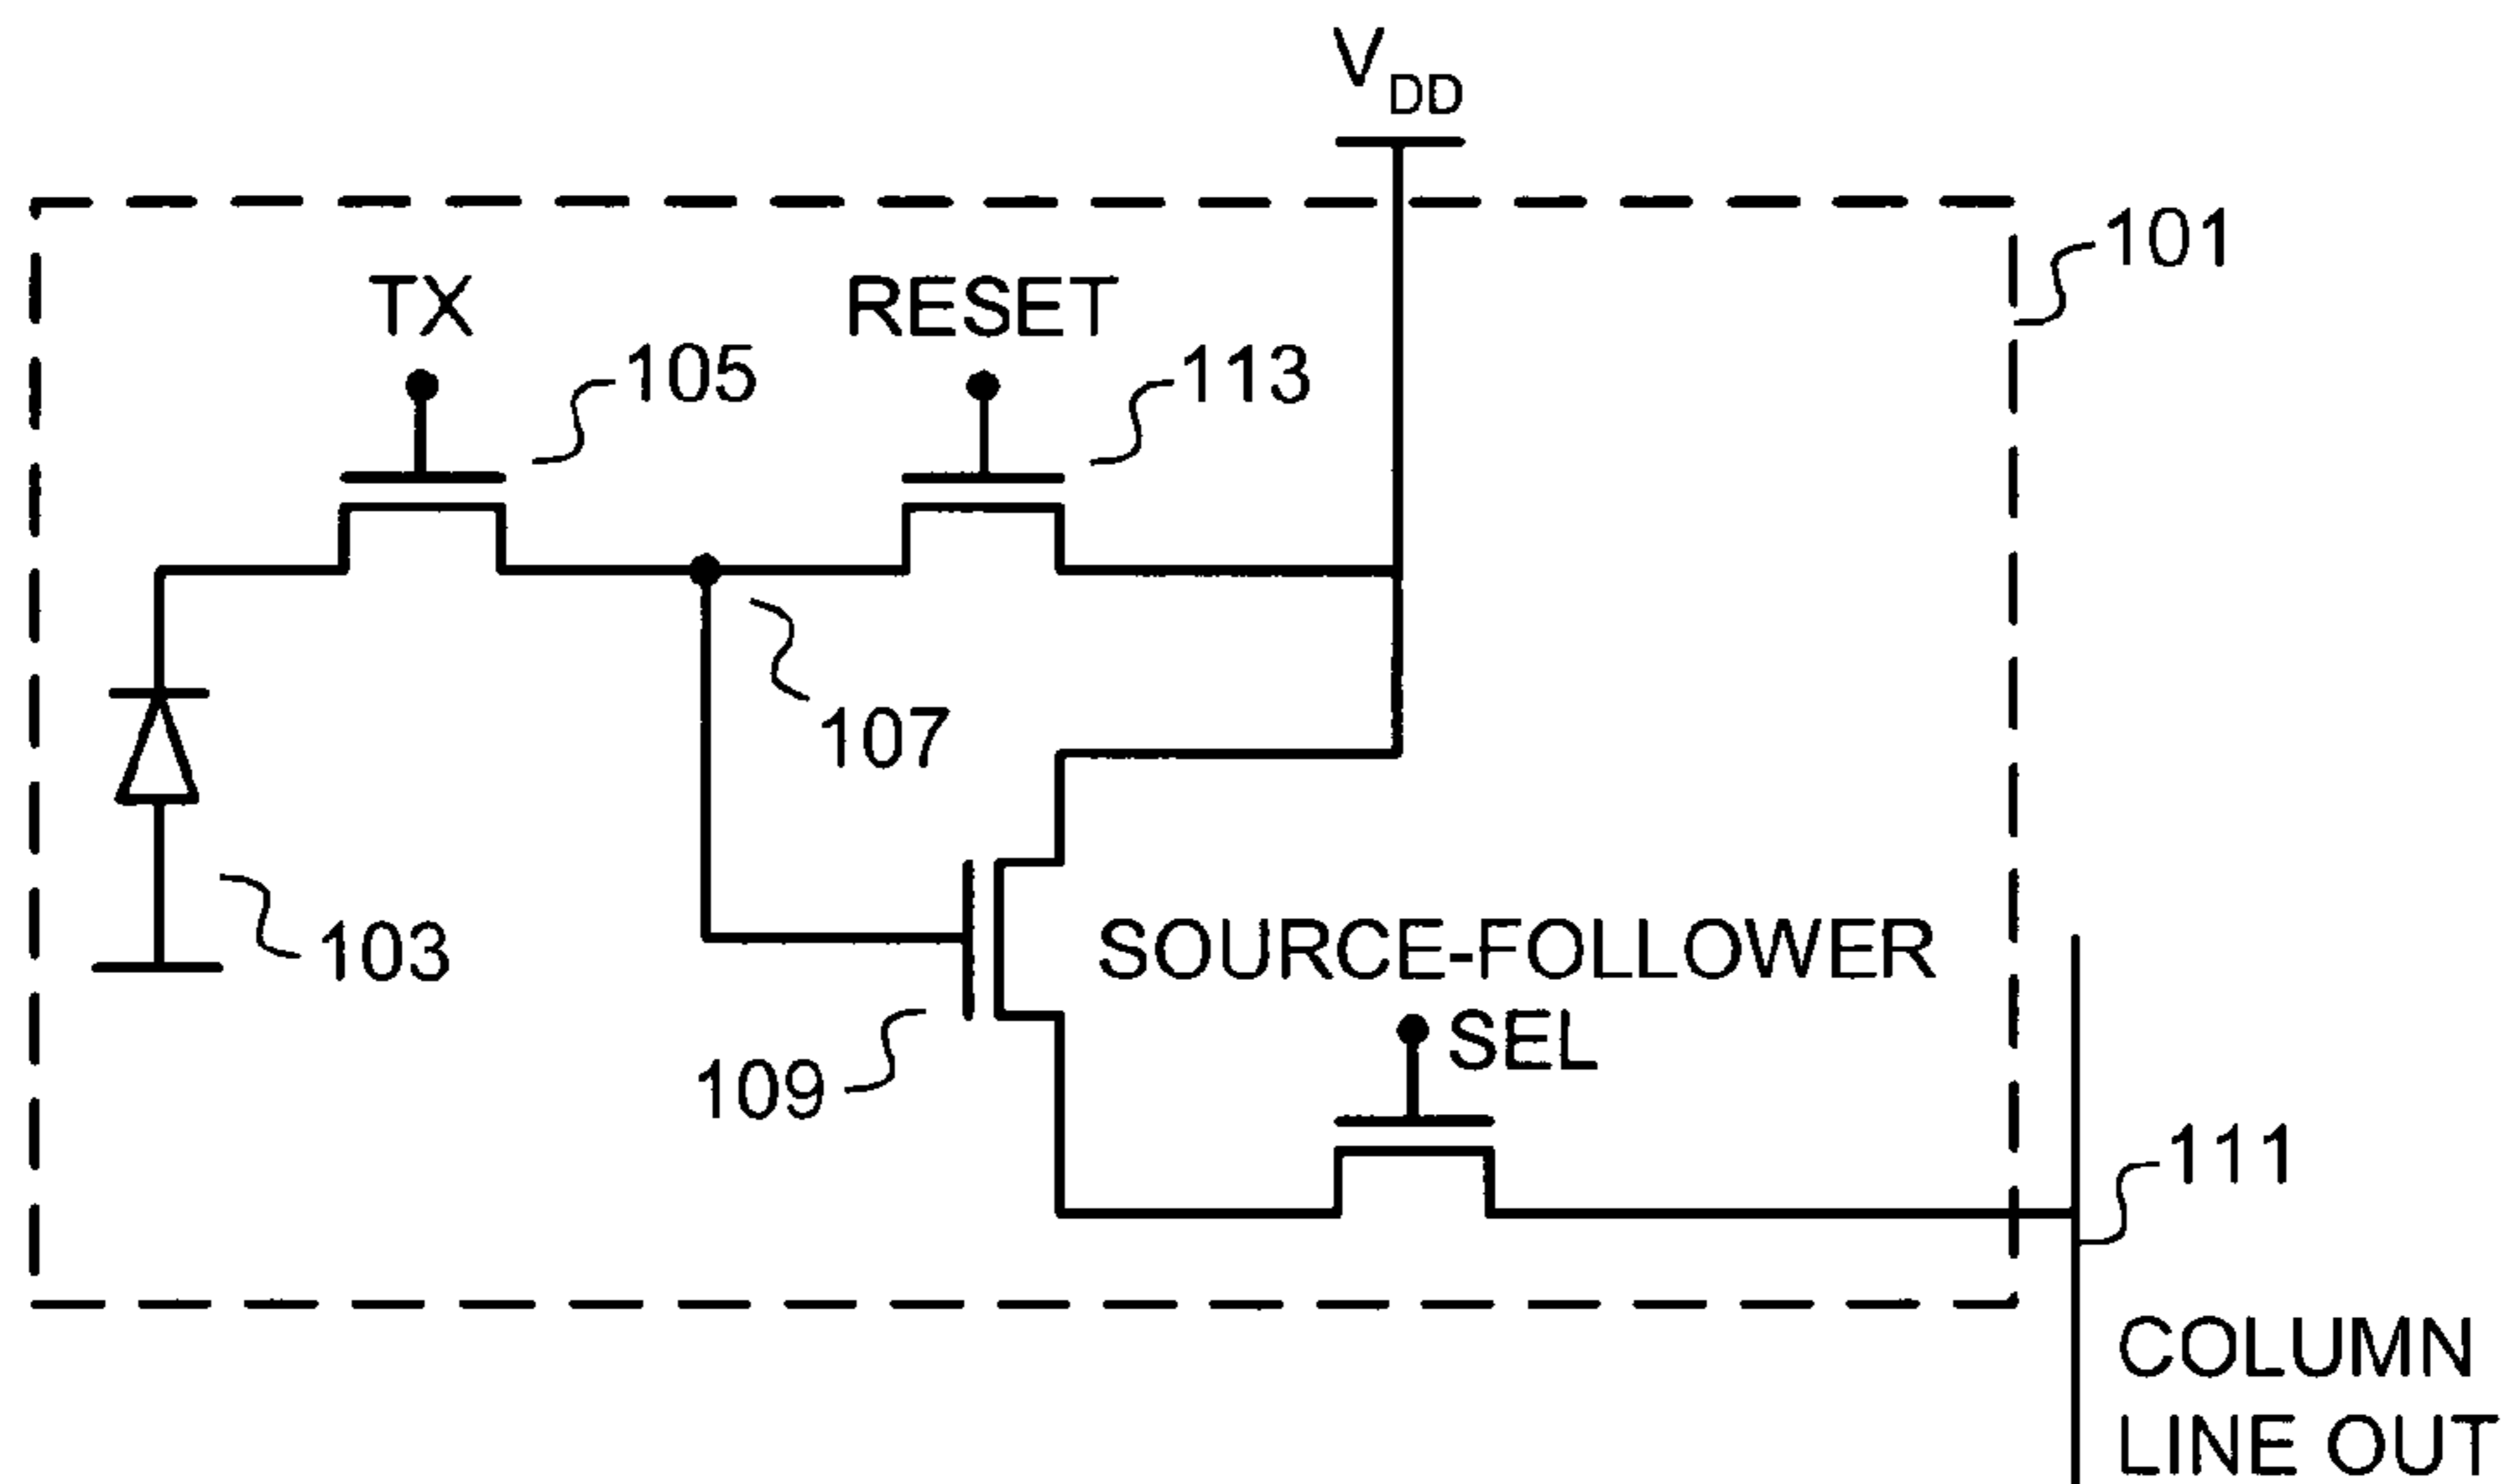 VDD
101
TX
RESET
105
113
107
103
SOURCE-FOLLOWER
SEL
109
111
COLUMN
LINE OUT